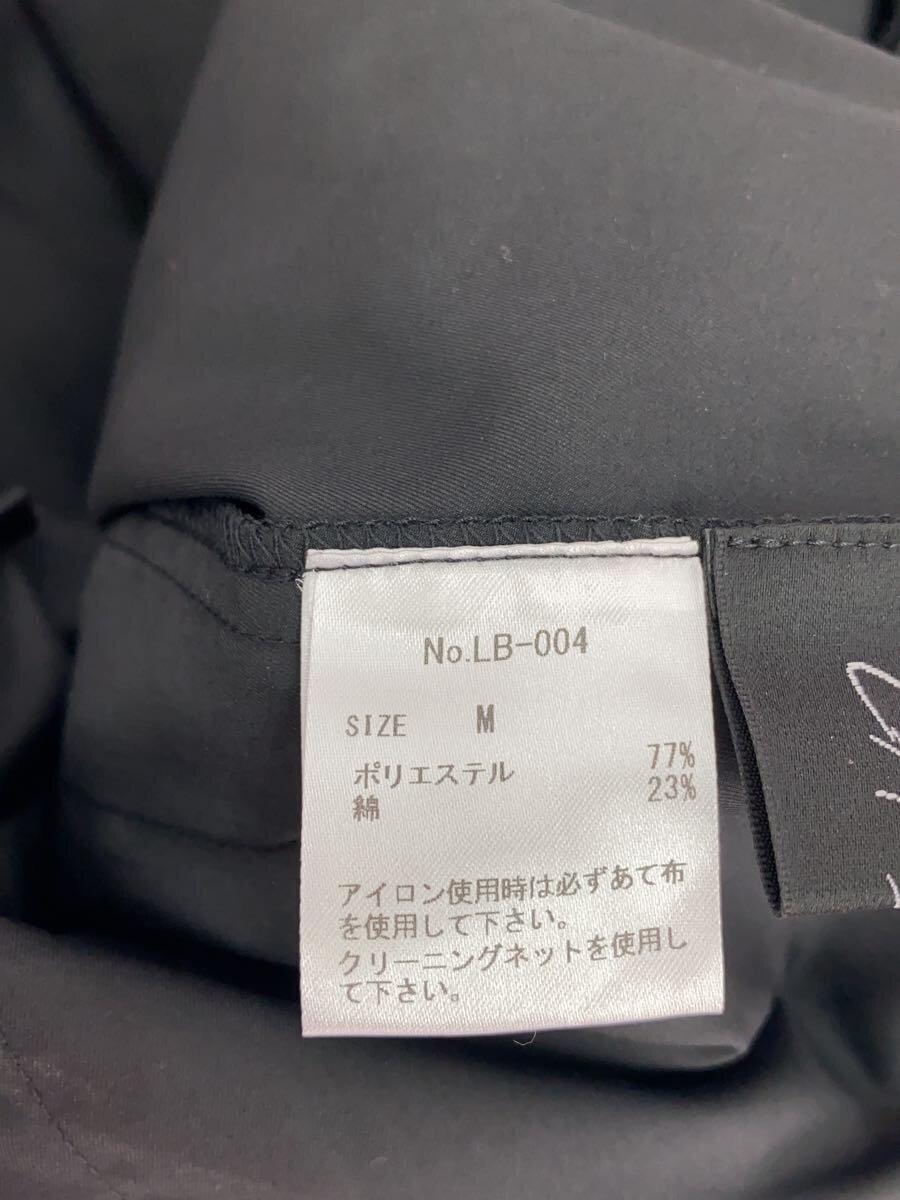 No.LB-004
SIZE M
ポリエステル 77%
綿 23%
アイロン使用時は必ずあて布
を使用して下さい。
クリーニングネットを使用し
て下さい。